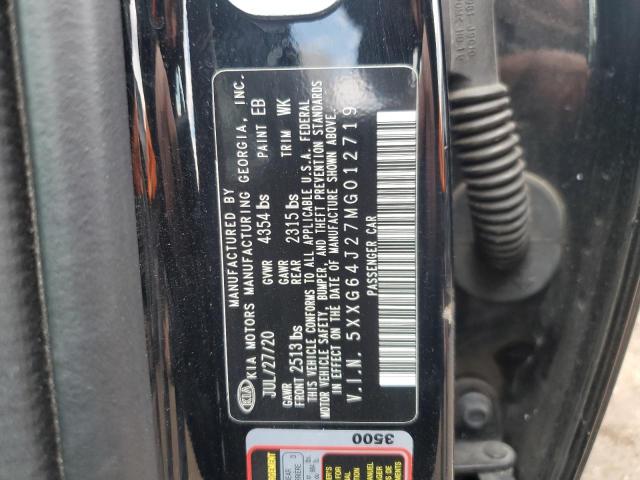 KIA
MANUFACTURED BY
KIA MOTORS MANUFACTURING GEORGIA, INC.
JUL/27/20 GVWR 4354 lbs PAINT EB
GAWR FRONT 2513 lbs GAWR REAR 2315 lbs TRIM WK
THIS VEHICLE CONFORMS TO ALL APPLICABLE U.S.A. FEDERAL
MOTOR VEHICLE SAFETY, BUMPER, AND THEFT PREVENTION STANDARDS
IN EFFECT ON THE DATE OF MANUFACTURE SHOWN ABOVE.
V.I.N. 5XXG64J27MG012719
PASSENGER CAR
3500